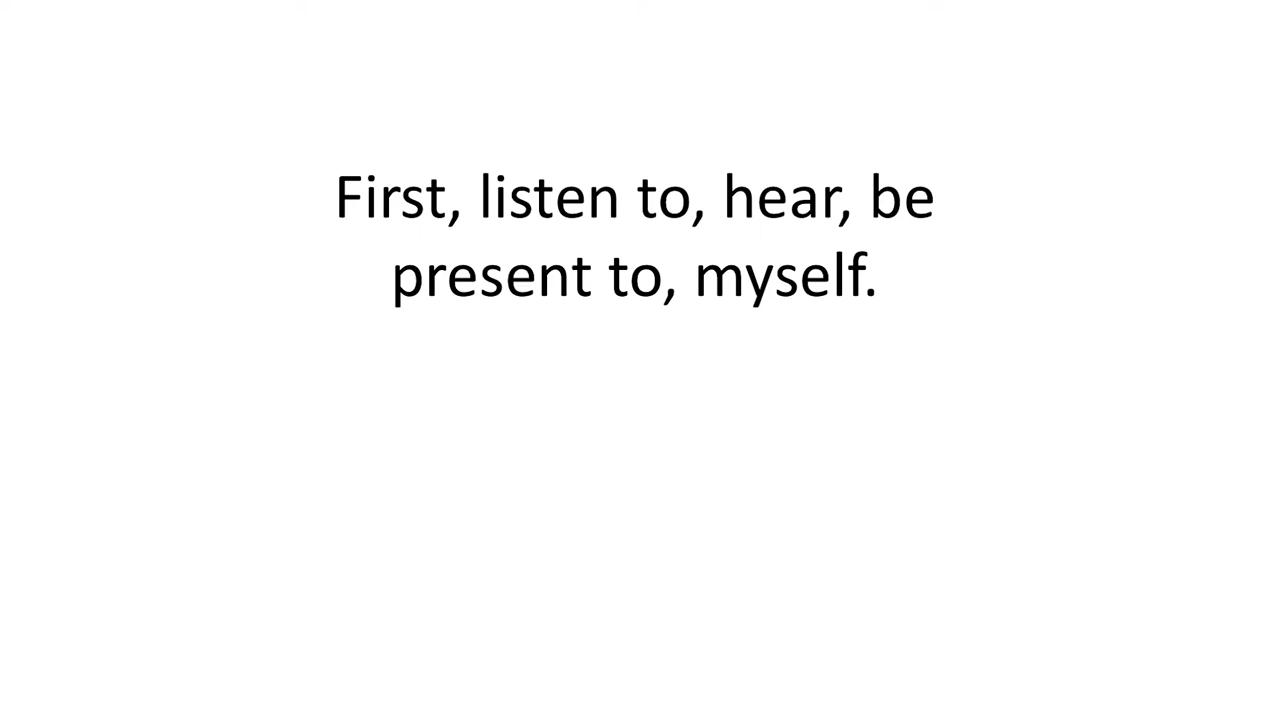 First, listen to, hear, be
present to, myself.